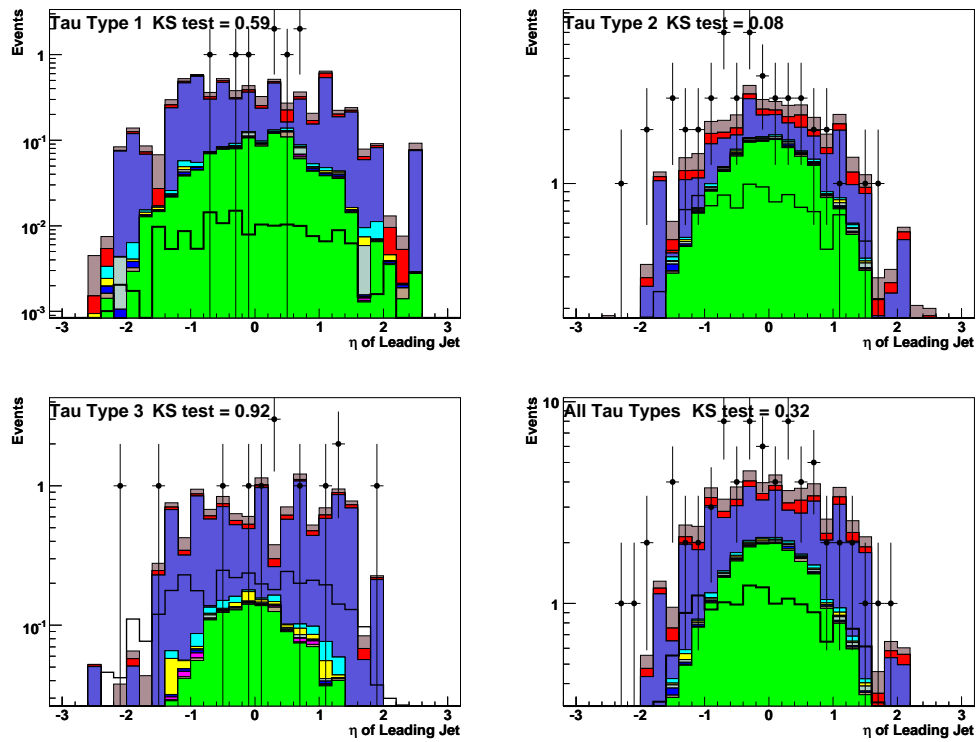 Tau Type 1 KS test = 0.59
Events
1
10⁻¹
10⁻²
10⁻³
-3 -2 -1 0 1 2 3
η of Leading Jet
Tau Type 2 KS test = 0.08
Events
1
-3 -2 -1 0 1 2 3
η of Leading Jet
Tau Type 3 KS test = 0.92
Events
1
10⁻¹
-3 -2 -1 0 1 2 3
η of Leading Jet
All Tau Types KS test = 0.32
Events
10
1
-3 -2 -1 0 1 2 3
η of Leading Jet